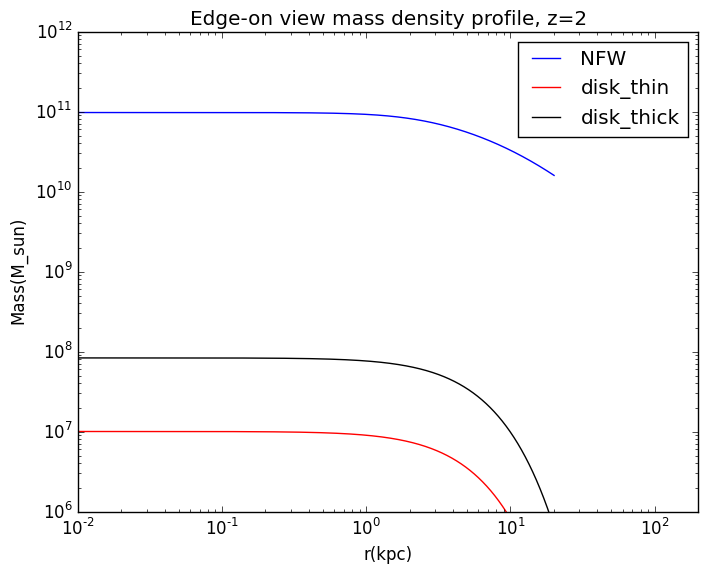 Edge-on view mass density profile, z=2
10^12
10^11
10^10
10^9
10^8
10^7
10^6
Mass(M_sun)
NFW
disk_thin
disk_thick
10^-2 10^-1 10^0 10^1 10^2
r(kpc)